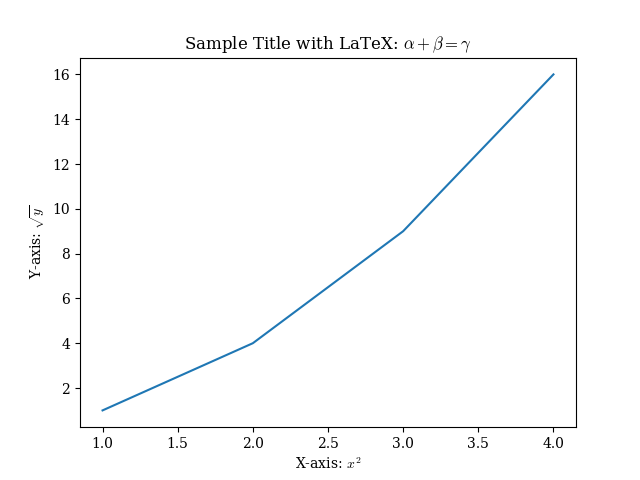 Sample Title with LaTeX: α + β = γ
16
14
12
10
8
6
4
2
Y-axis: √y
1.0 1.5 2.0 2.5 3.0 3.5 4.0
X-axis: x²